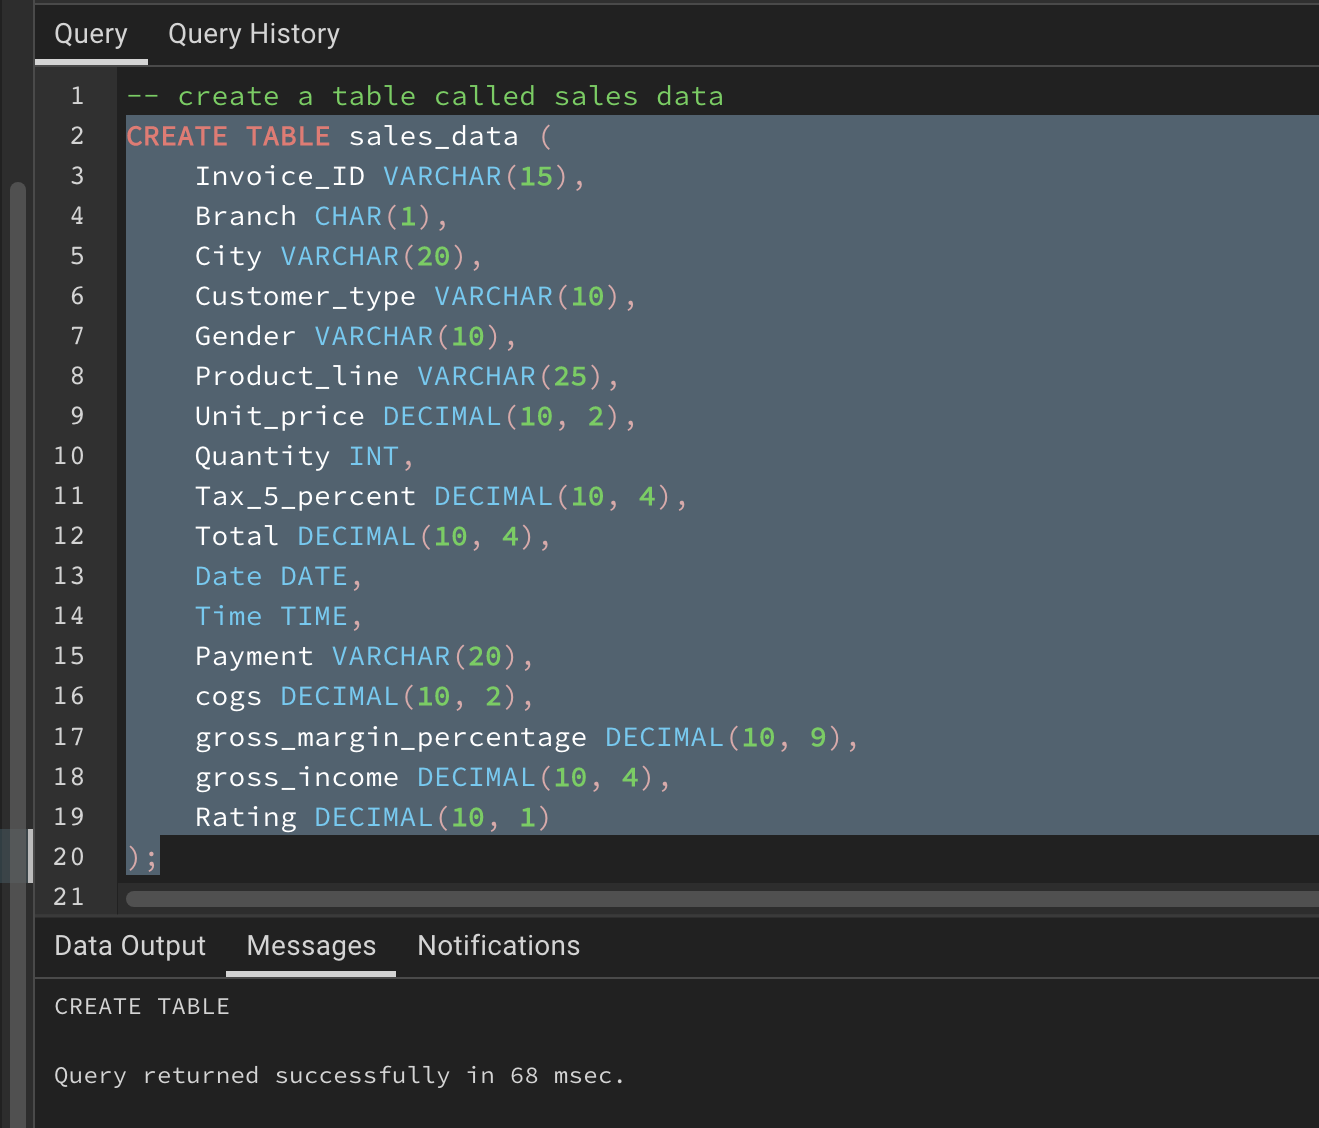 Query Query History
1 -- create a table called sales data
2 CREATE TABLE sales_data (
3 Invoice_ID VARCHAR(15),
4 Branch CHAR(1),
5 City VARCHAR(20),
6 Customer_type VARCHAR(10),
7 Gender VARCHAR(10),
8 Product_line VARCHAR(25),
9 Unit_price DECIMAL(10, 2),
10 Quantity INT,
11 Tax_5_percent DECIMAL(10, 4),
12 Total DECIMAL(10, 4),
13 Date DATE,
14 Time TIME,
15 Payment VARCHAR(20),
16 cogs DECIMAL(10, 2),
17 gross_margin_percentage DECIMAL(10, 9),
18 gross_income DECIMAL(10, 4),
19 Rating DECIMAL(10, 1)
20 );
21
Data Output Messages Notifications
CREATE TABLE
Query returned successfully in 68 msec.